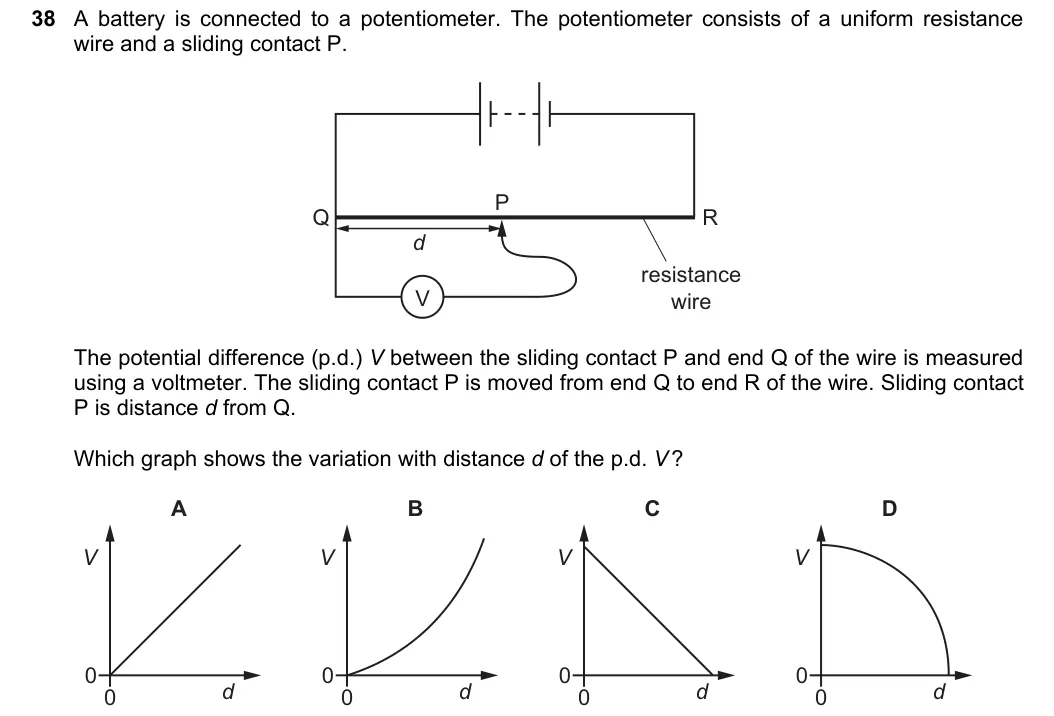 38 A battery is connected to a potentiometer. The potentiometer consists of a uniform resistance
wire and a sliding contact P.
P
Q
R
d
resistance
wire
V
The potential difference (p.d.) V between the sliding contact P and end Q of the wire is measured
using a voltmeter. The sliding contact P is moved from end Q to end R of the wire. Sliding contact
P is distance d from Q.
Which graph shows the variation with distance d of the p.d. V?
A B C D
V V V V
0 0 0 0
0 d 0 d 0 d 0 d